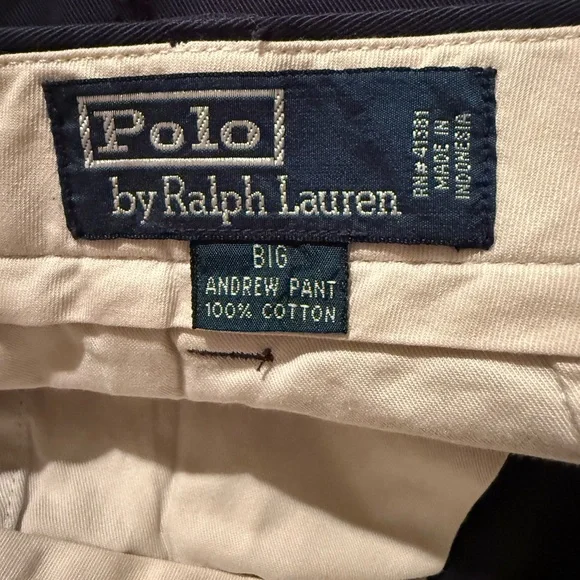 Polo
by Ralph Lauren
RN# 41381
MADE IN
INDONESIA
BIG
ANDREW PANT
100% COTTON